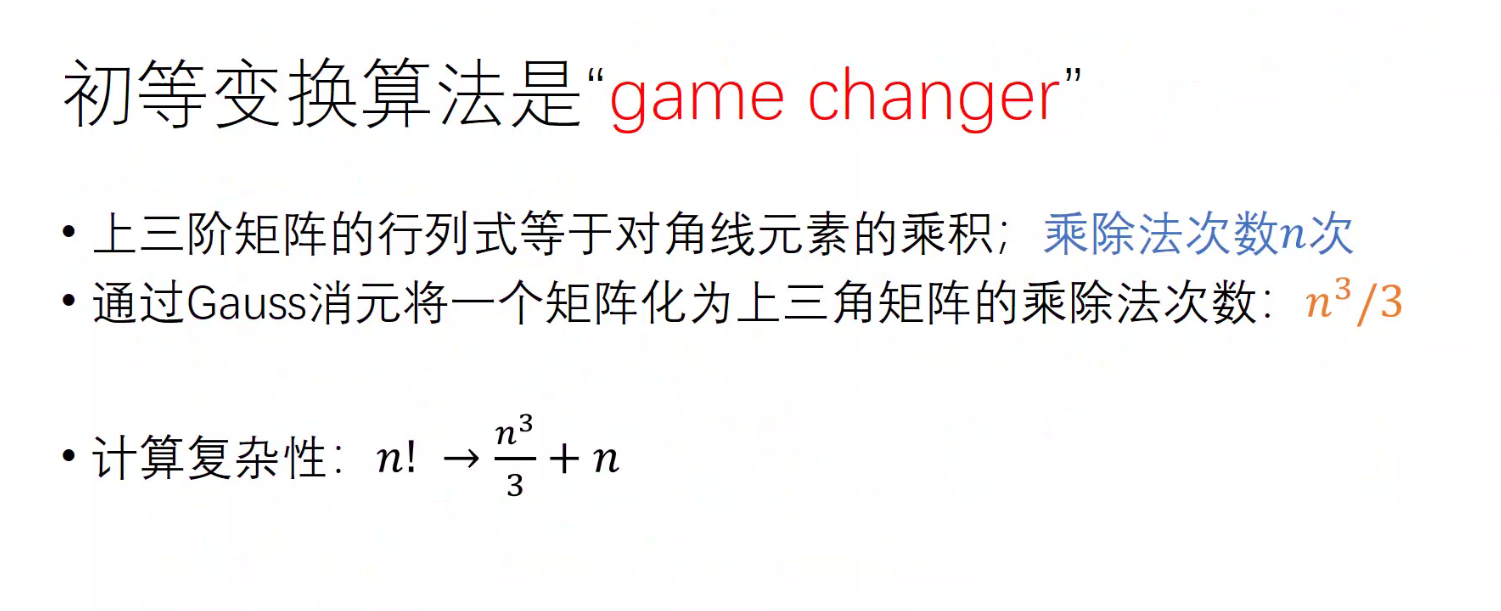 初等变换算法是“game changer”
• 上三阶矩阵的行列式等于对角线元素的乘积；乘除法次数n次
• 通过Gauss消元将一个矩阵化为上三角矩阵的乘除法次数：n³/3
• 计算复杂性：n! → n³/3 + n